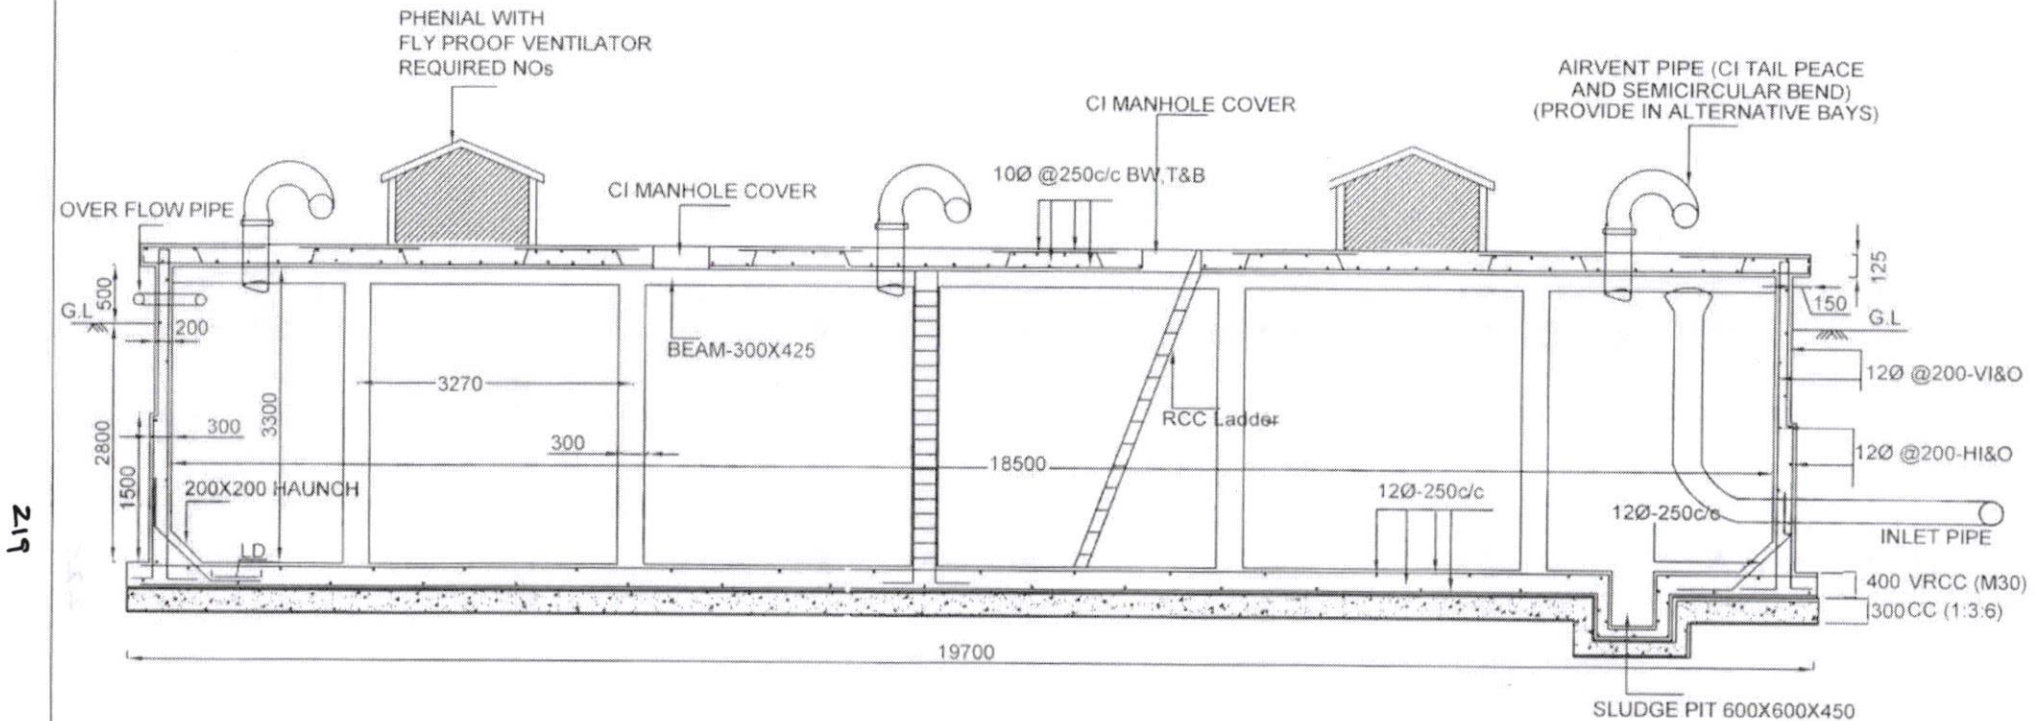 PHENIAL WITH
FLY PROOF VENTILATOR
REQUIRED NOs
AIRVENT PIPE (CI TAIL PEACE
AND SEMICIRCULAR BEND)
(PROVIDE IN ALTERNATIVE BAYS)
CI MANHOLE COVER
10Ø @250c/c BW,T&B
CI MANHOLE COVER
OVER FLOW PIPE
125
150
G.L
500
G.L
200
BEAM-300X425
12Ø @200-VI&O
3270
3300
RCC Ladder
300
2800
300
12Ø @200-HI&O
18500
1500
200X200 HAUNCH
12Ø-250c/c
12Ø-250c/c
INLET PIPE
LD
400 VRCC (M30)
300 CC (1:3:6)
19700
SLUDGE PIT 600X600X450
219